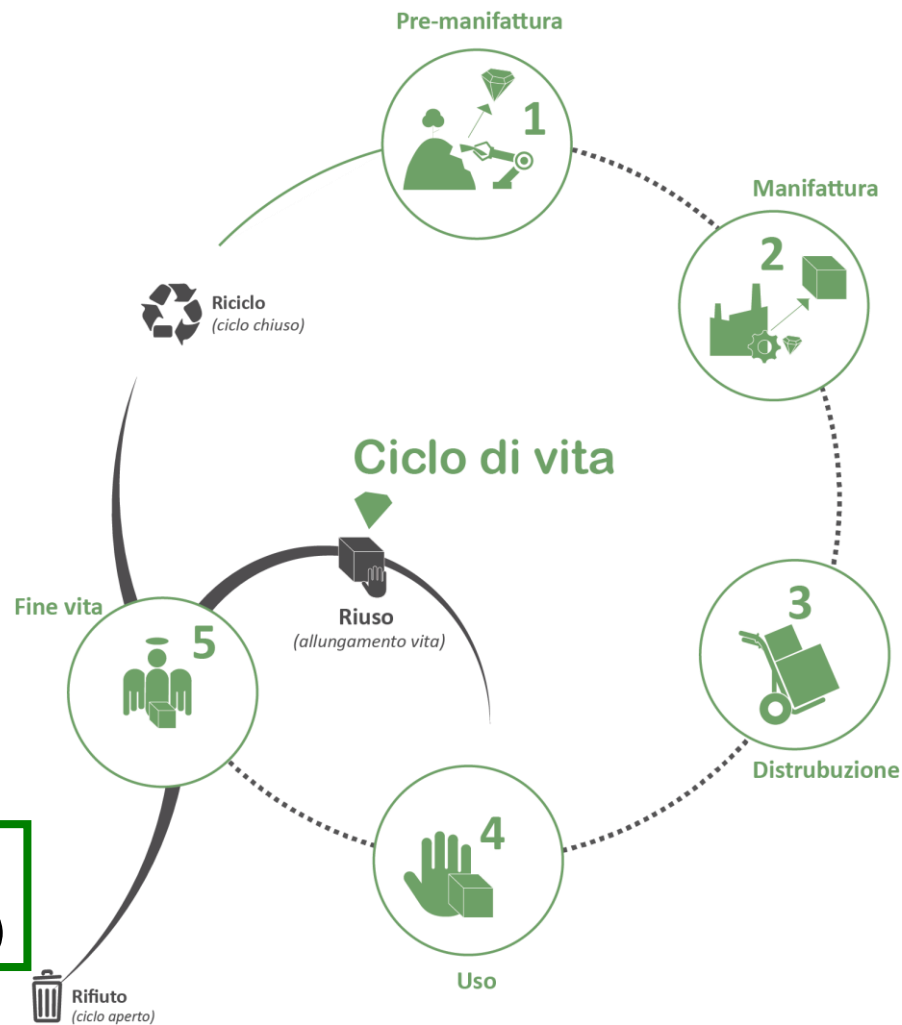 Pre-manifattura
1
Manifattura
2
Riciclo
(ciclo chiuso)
Ciclo di vita
Riuso
(allungamento vita)
Fine vita
5
3
Distrubuzione
4
Uso
Rifiuto
(ciclo aperto)
)